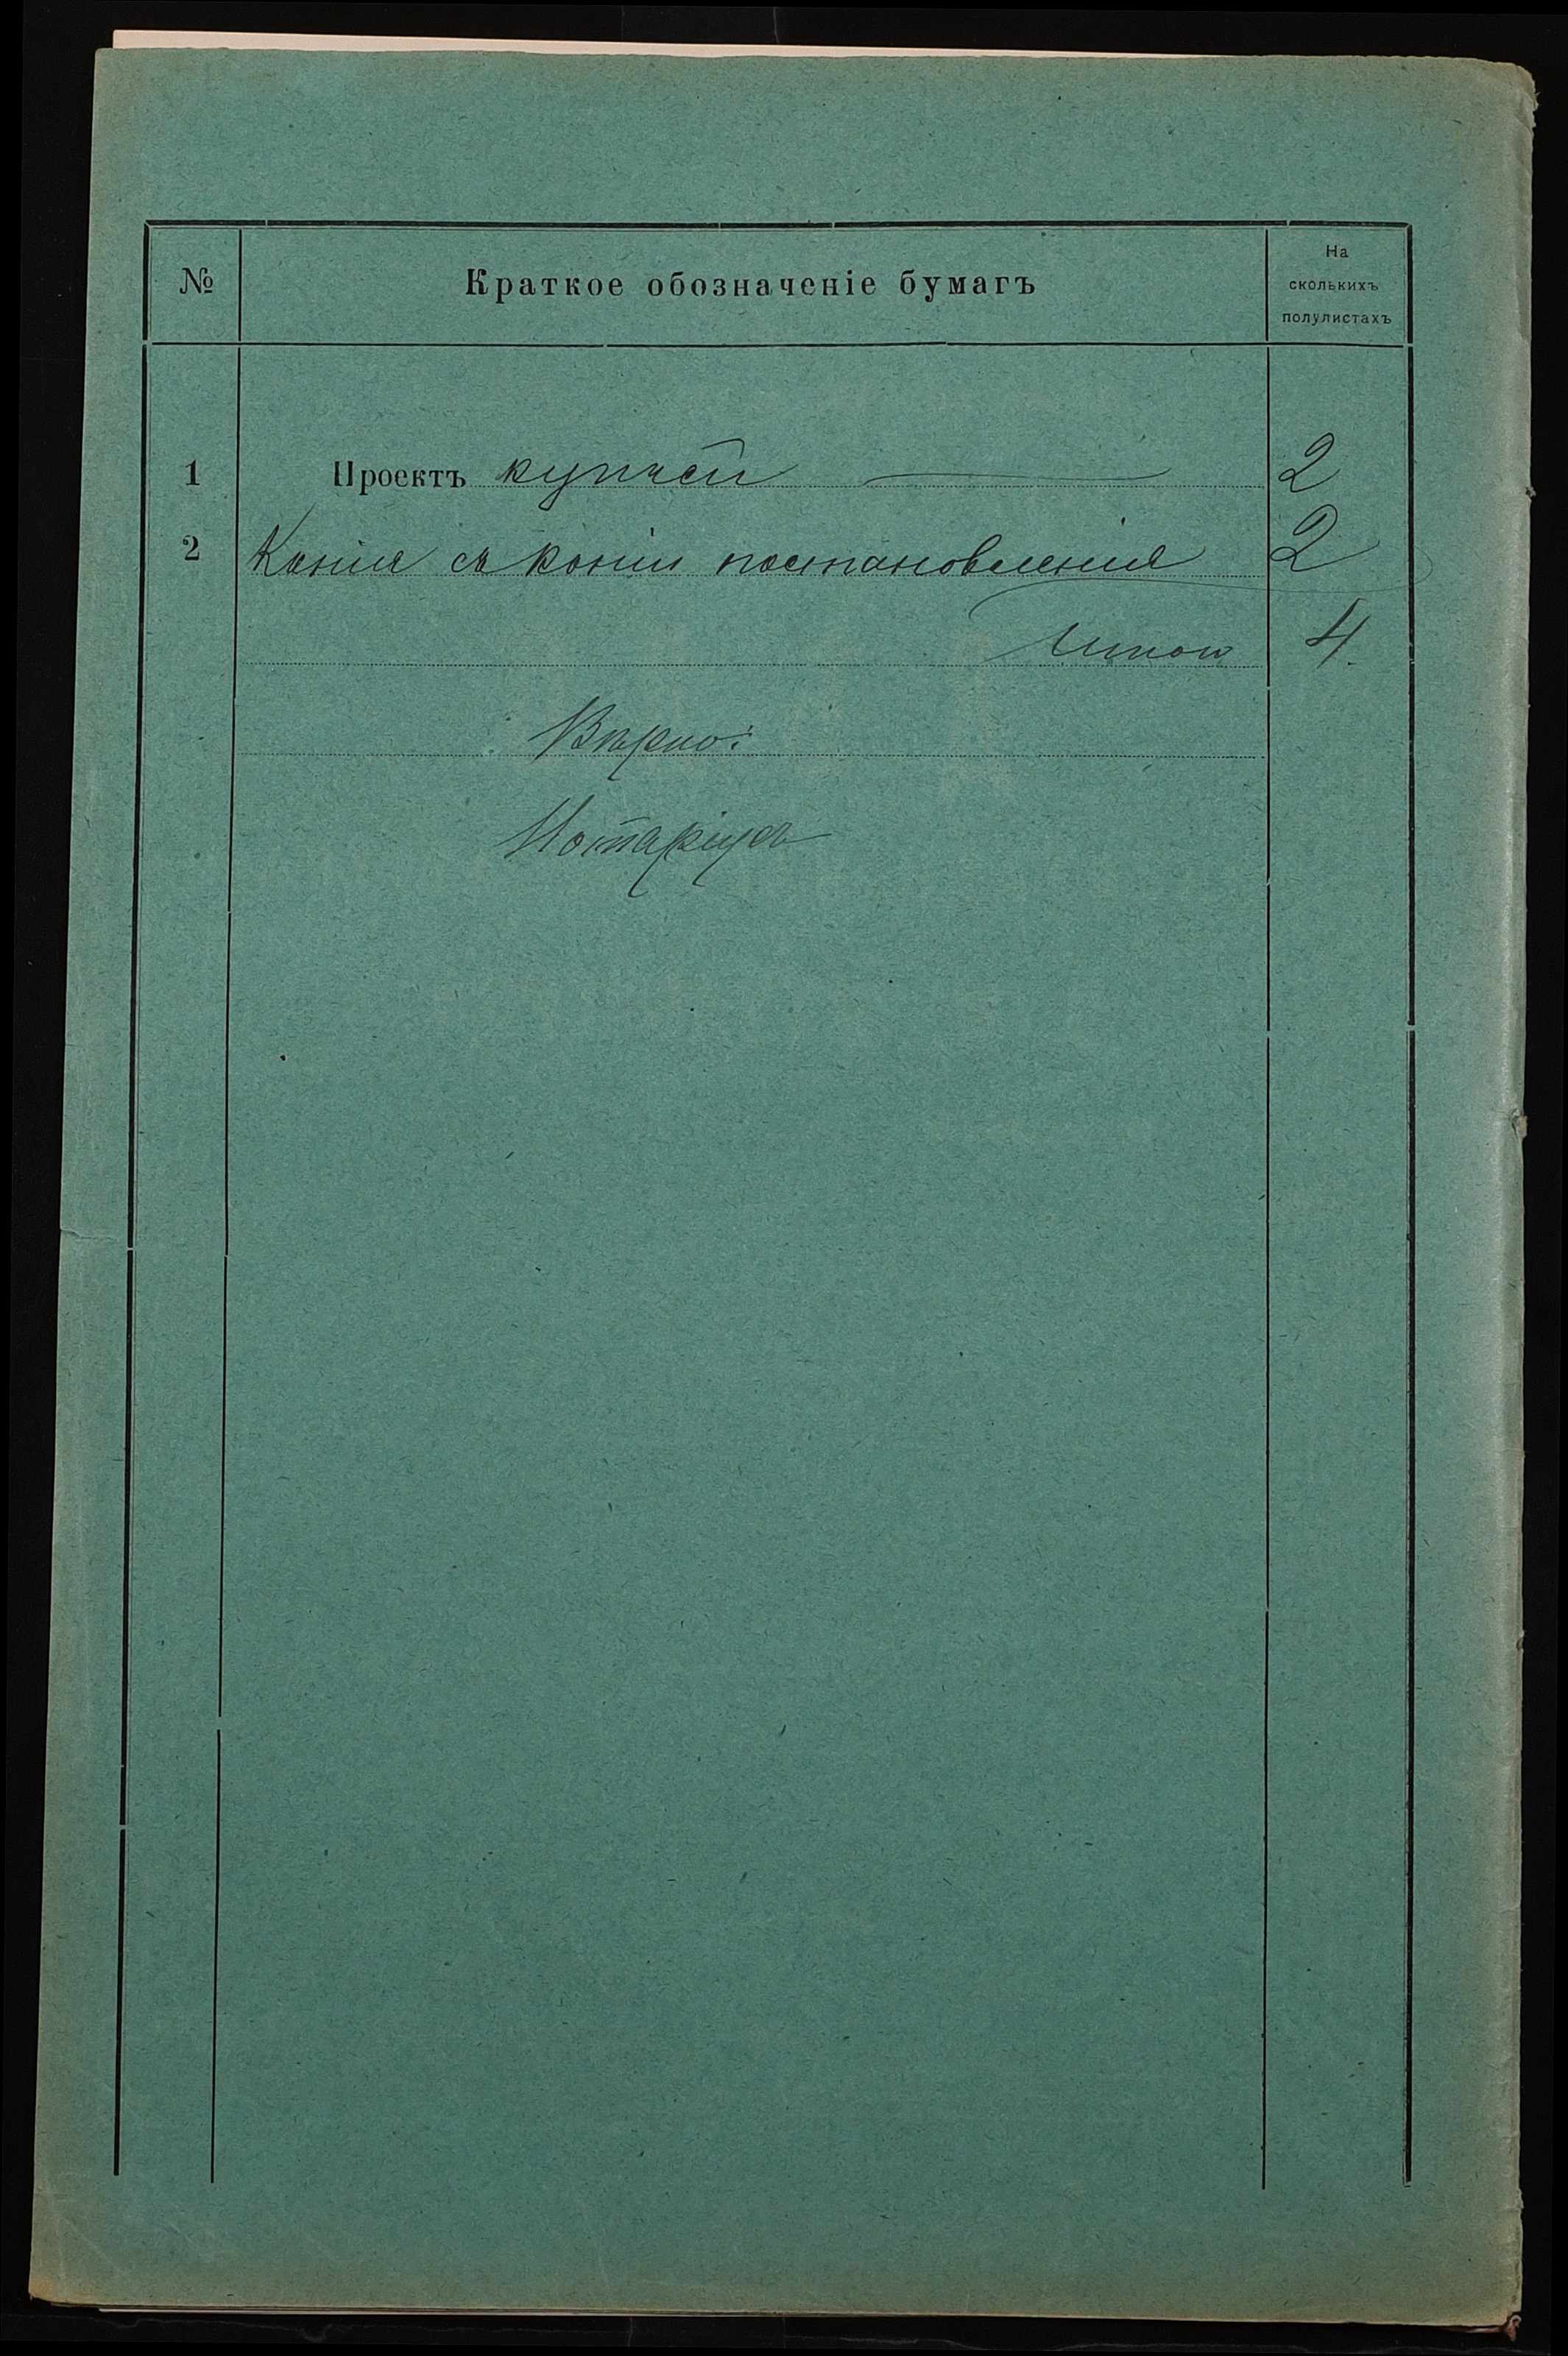 № Краткое обозначеніе бумагъ На сколькихъ полулистахъ
1 Проектъ купчей 2
2 Копія съ копіи постановленія 2
Итого 4
Вѣрно:
Нотаріусъ